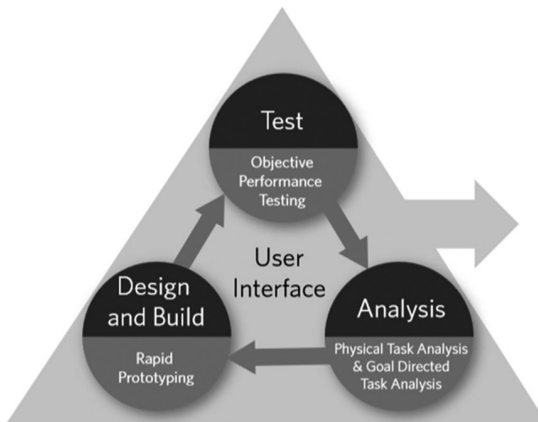 Test
Objective
Performance
Testing
User
Interface
Design
and Build
Rapid
Prototyping
Analysis
Physical Task Analysis
& Goal Directed
Task Analysis